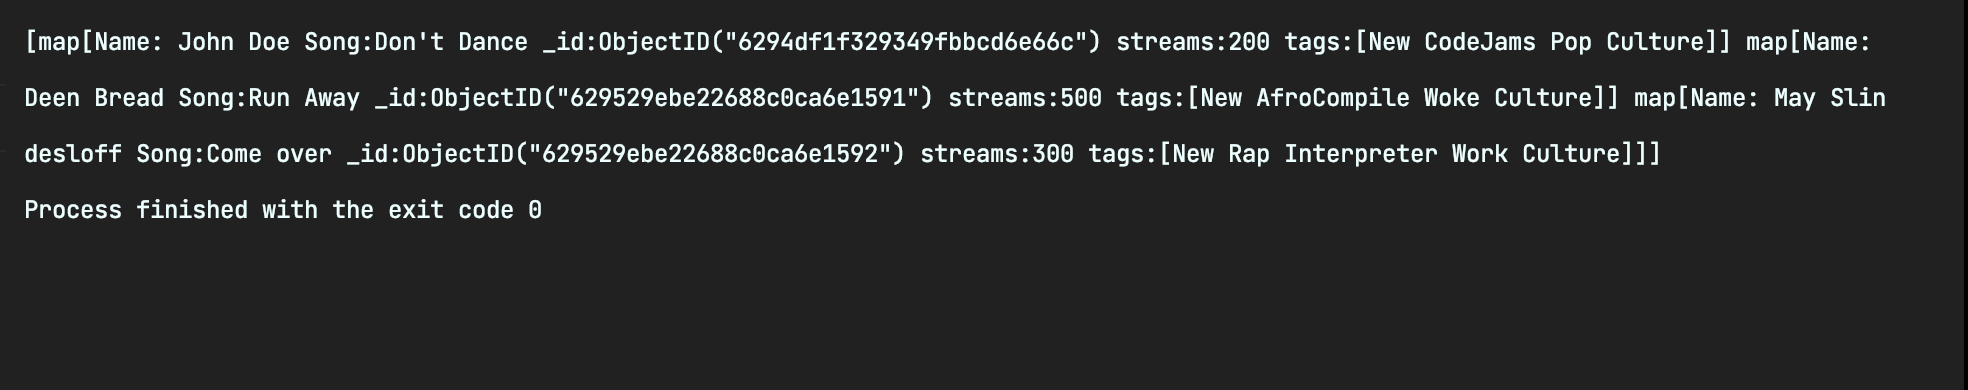 [map[Name: John Doe Song:Don't Dance _id:ObjectID("6294df1f329349fbbcd6e66c") streams:200 tags:[New CodeJams Pop Culture]] map[Name:
Deen Bread Song:Run Away _id:ObjectID("629529ebe22688c0ca6e1591") streams:500 tags:[New AfroCompile Woke Culture]] map[Name: May Slin
desloff Song:Come over _id:ObjectID("629529ebe22688c0ca6e1592") streams:300 tags:[New Rap Interpreter Work Culture]]]
Process finished with the exit code 0